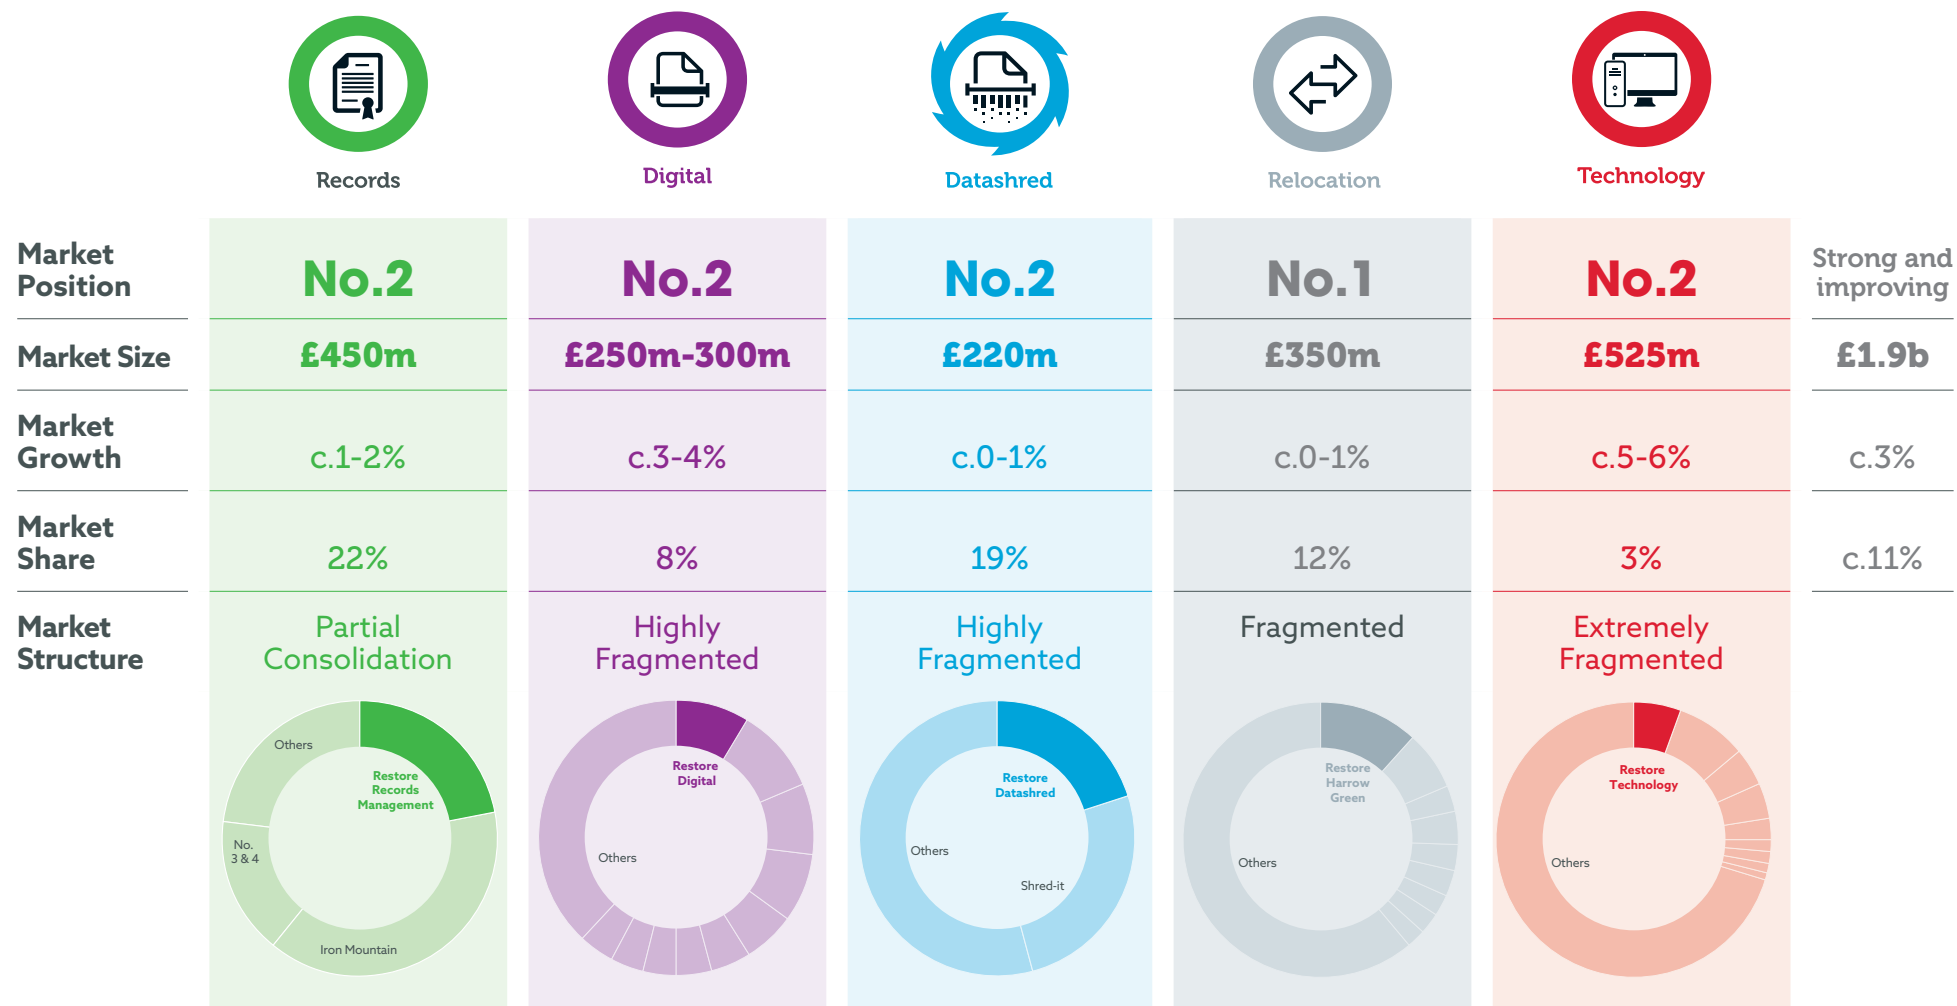 Records
Digital
Datashred
Relocation
Technology
Market
Position
No.2
No.2
No.2
No.1
No.2
Strong and
improving
Market Size
£450m
£250m-300m
£220m
£350m
£525m
£1.9b
Market
Growth
c.1-2%
c.3-4%
c.0-1%
c.0-1%
c.5-6%
c.3%
Market
Share
22%
8%
19%
12%
3%
c.11%
Market
Structure
Partial
Consolidation
Highly
Fragmented
Highly
Fragmented
Fragmented
Extremely
Fragmented
Others
Restore
Records
Management
No.
3 & 4
Iron Mountain
Restore
Digital
Others
Restore
Datashred
Others
Shred-it
Restore
Harrow
Green
Others
Restore
Technology
Others